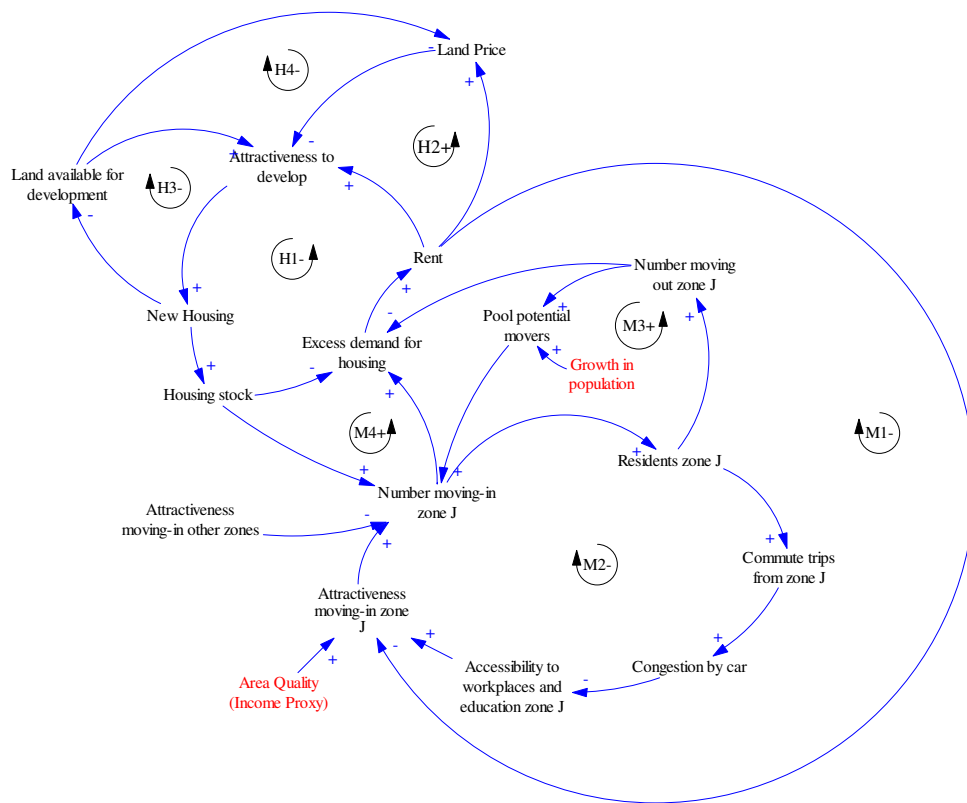 H4-
-
Land Price
+
H2+
-
+
Attractiveness to
develop
+
Land available for
development
-
H3-
H1-
Rent
+
Number moving
out zone J
+
New Housing
+
-
Pool potential
movers
+
+
M3+
Excess demand for
housing
-
+
Growth in
population
+
Housing stock
M4+
M1-
+
+
+
Residents zone J
Number moving-in
zone J
Attractiveness
moving-in other zones
-
+
+
Commute trips
from zone J
M2-
Attractiveness
moving-in zone
J
+
-
+
+
Congestion by car
-
Accessibility to
workplaces and
education zone J
Area Quality
(Income Proxy)